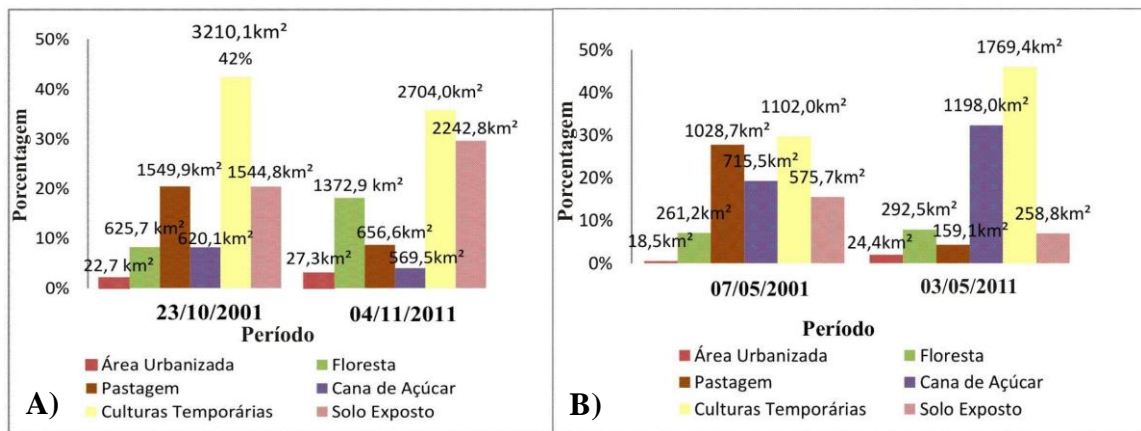 50%
40%
30%
20%
10%
0%
Porcentagem
3210,1km²
42%
2704,0km²
2242,8km²
1549,9km²
1544,8km²
1372,9 km²
625,7 km²
620,1km²
656,6km²
569,5km²
22,7 km²
27,3km²
23/10/2001
04/11/2011
Período
Área Urbanizada
Floresta
Pastagem
Cana de Açúcar
Culturas Temporárias
Solo Exposto
A)
50%
40%
30%
20%
10%
0%
Porcentagem
1769,4km²
1102,0km²
1198,0km²
1028,7km²
715,5km²
575,7km²
261,2km²
292,5km²
258,8km²
18,5km²
24,4km²
159,1km²
07/05/2001
03/05/2011
Período
Área Urbanizada
Floresta
Pastagem
Cana de Açúcar
Culturas Temporárias
Solo Exposto
B)